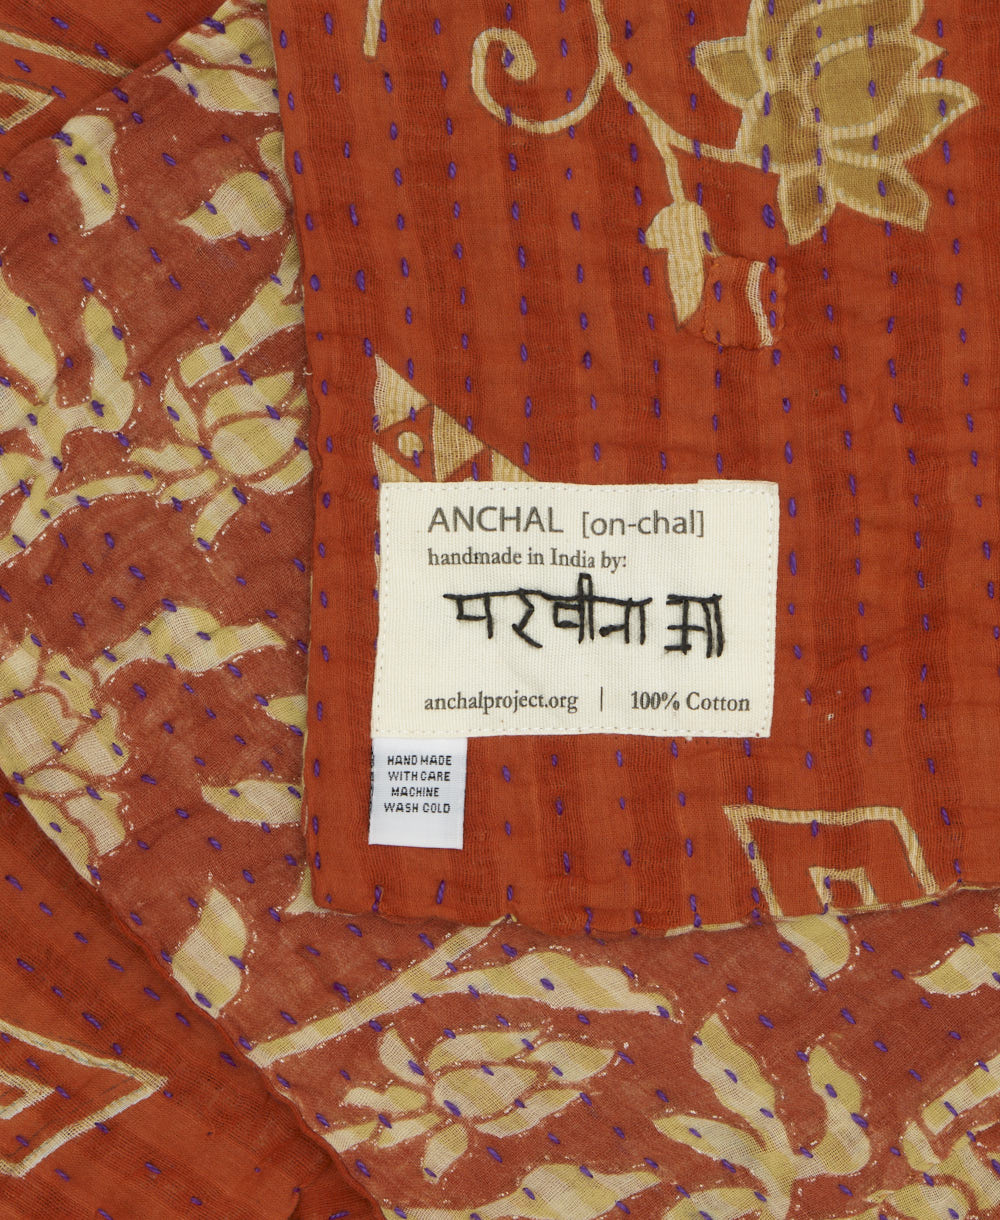 ANCHAL [on-chal]
handmade in India by:
परवीना मा
anchalproject.org | 100% Cotton
HAND MADE
WITH CARE
MACHINE
WASH COLD